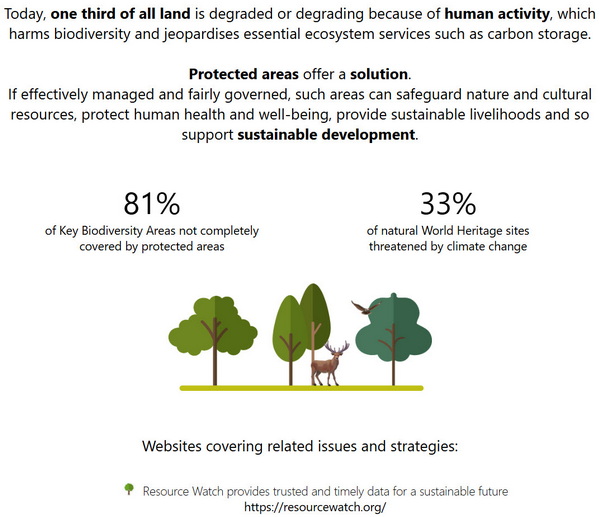 Today, one third of all land is degraded or degrading because of human activity, which
harms biodiversity and jeopardises essential ecosystem services such as carbon storage.
Protected areas offer a solution.
If effectively managed and fairly governed, such areas can safeguard nature and cultural
resources, protect human health and well-being, provide sustainable livelihoods and so
support sustainable development.
81%
of Key Biodiversity Areas not completely
covered by protected areas
33%
of natural World Heritage sites
threatened by climate change
Websites covering related issues and strategies:
Resource Watch provides trusted and timely data for a sustainable future
https://resourcewatch.org/